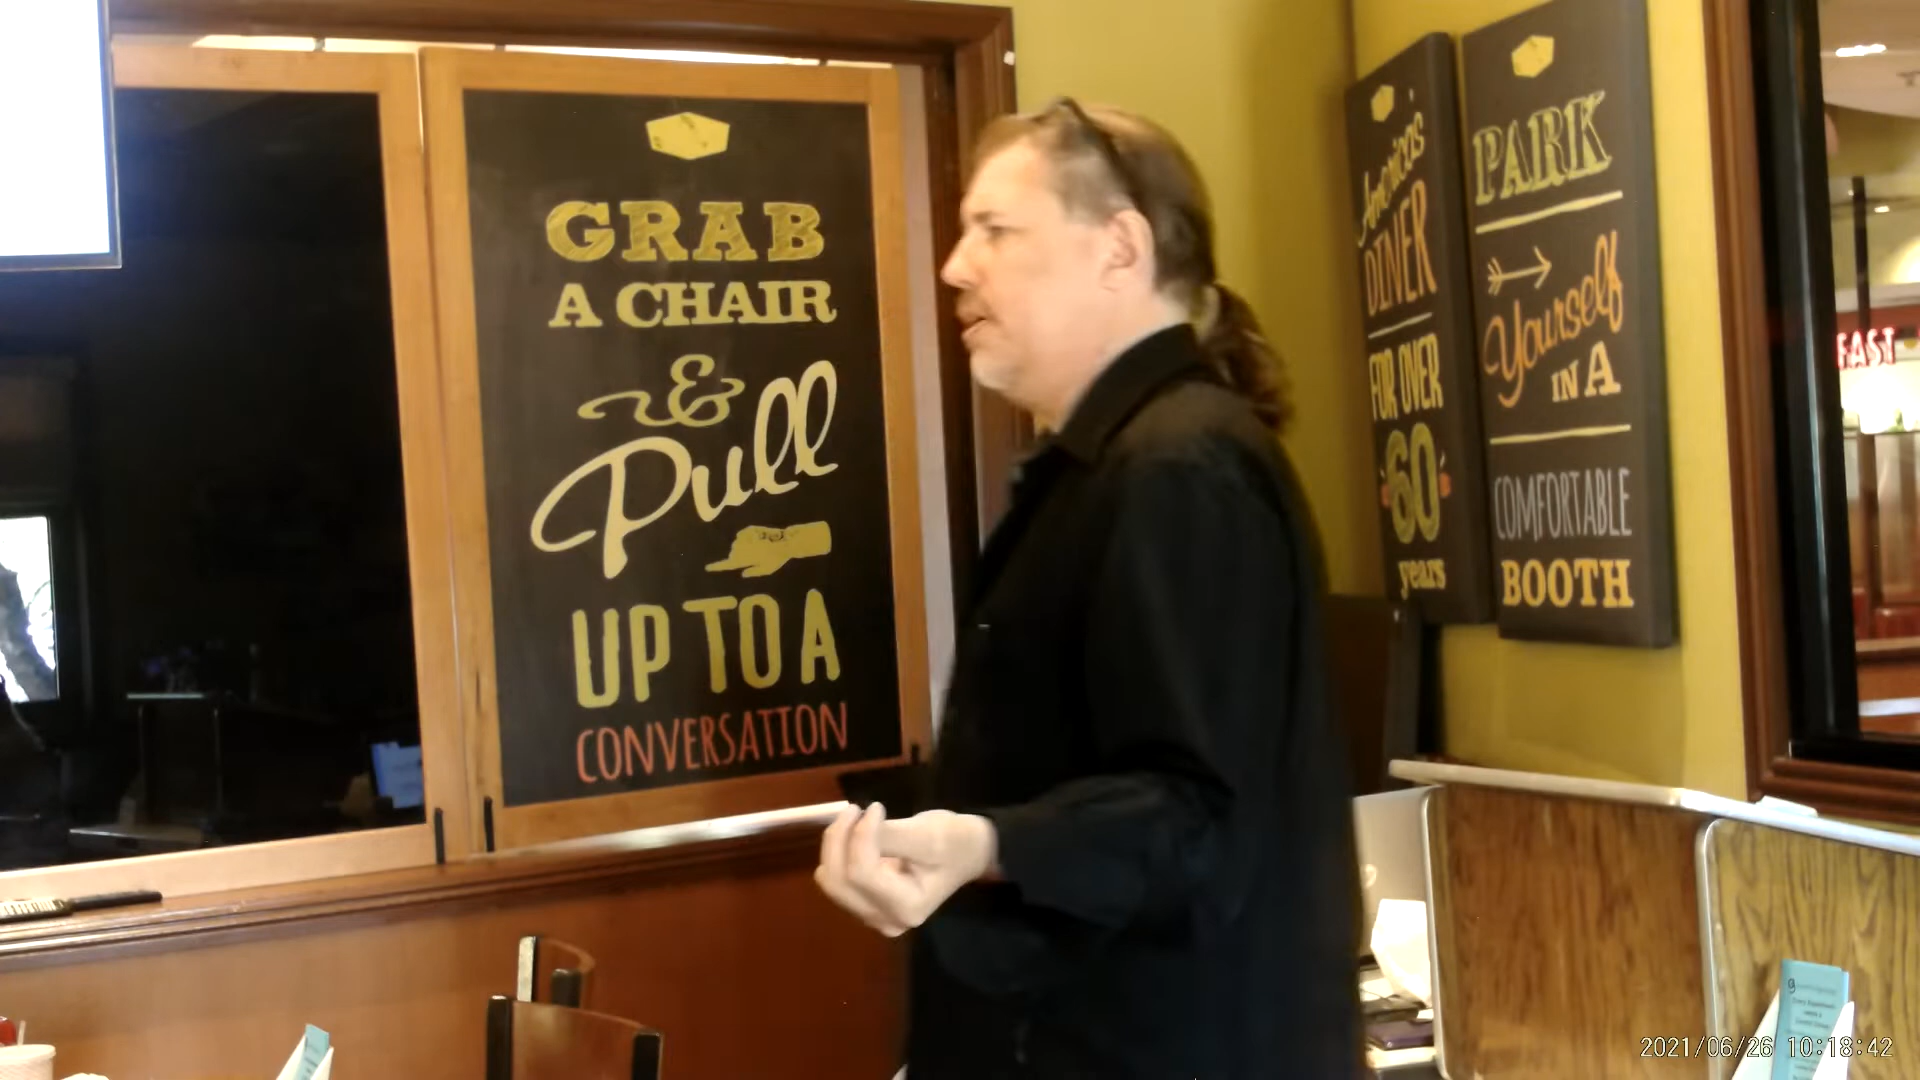 GRAB
A CHAIR
&
Pull
UP TO A
CONVERSATION
America's
DINER
FOR OVER
60
years
PARK
Yourself
IN A
COMFORTABLE
BOOTH
EAST
2021/06/26 10:18:42